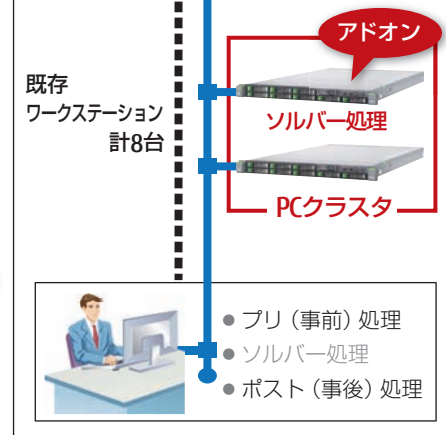 アドオン
既存
ワークステーション
計8台
ソルバー処理
PCクラスタ
● プリ（事前）処理
● ソルバー処理
● ポスト（事後）処理